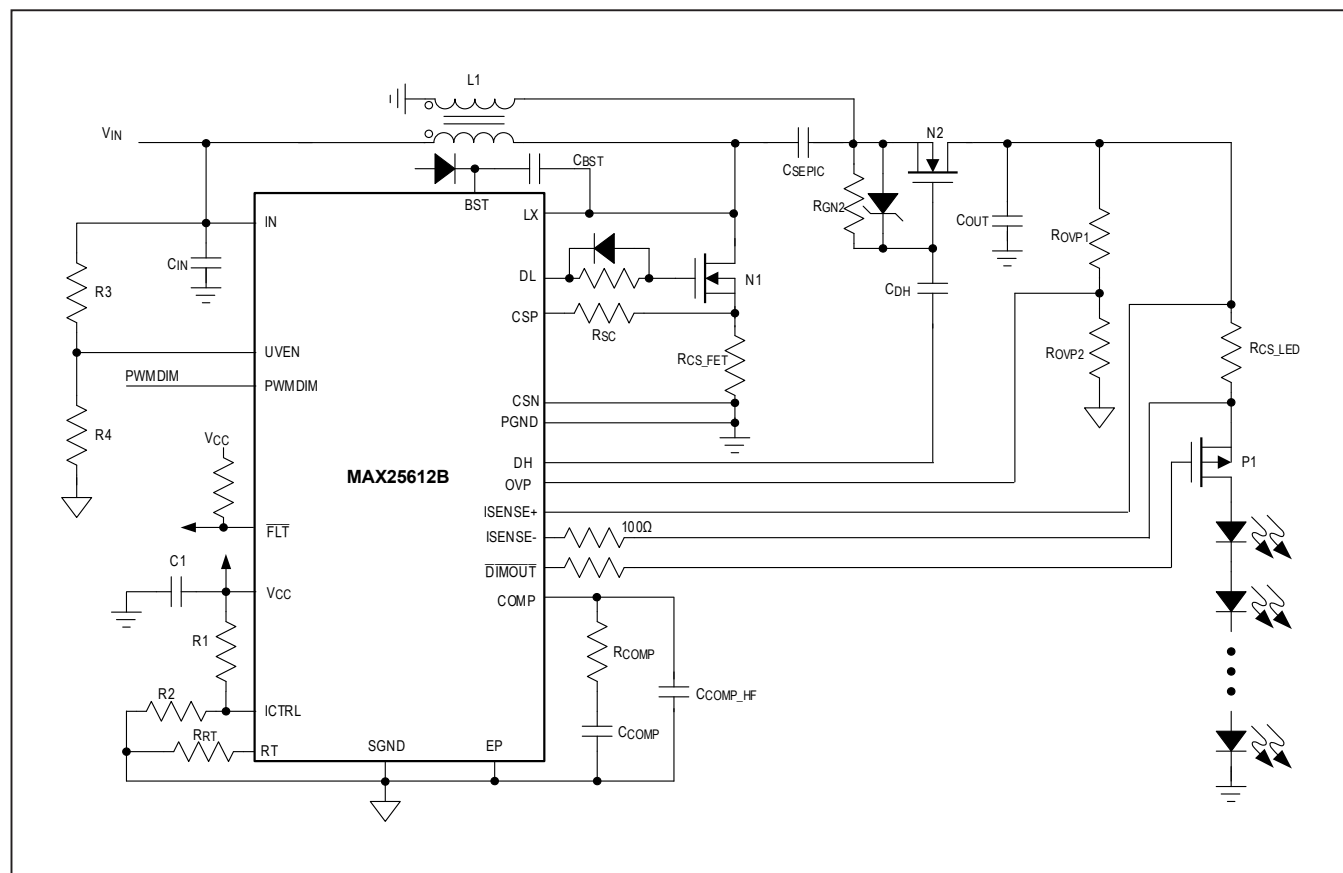 L1
VIN
N2
CBST
CSEPIC
BST
RGN2
COUT
ROVP1
IN
LX
CIN
R3
DL
N1
CDH
CSP
RSC
ROVP2
RCS_LED
UVEN
RCS_FET
PWMDIM
PWMDIM
CSN
PGND
R4
VCC
MAX25612B
DH
P1
OVP
ISENSE+
FLT
ISENSE-
100Ω
DIMOUT
C1
VCC
COMP
R1
RCOMP
R2
CCOMP_HF
ICTRL
CCOMP
RRT
RT
SGND
EP